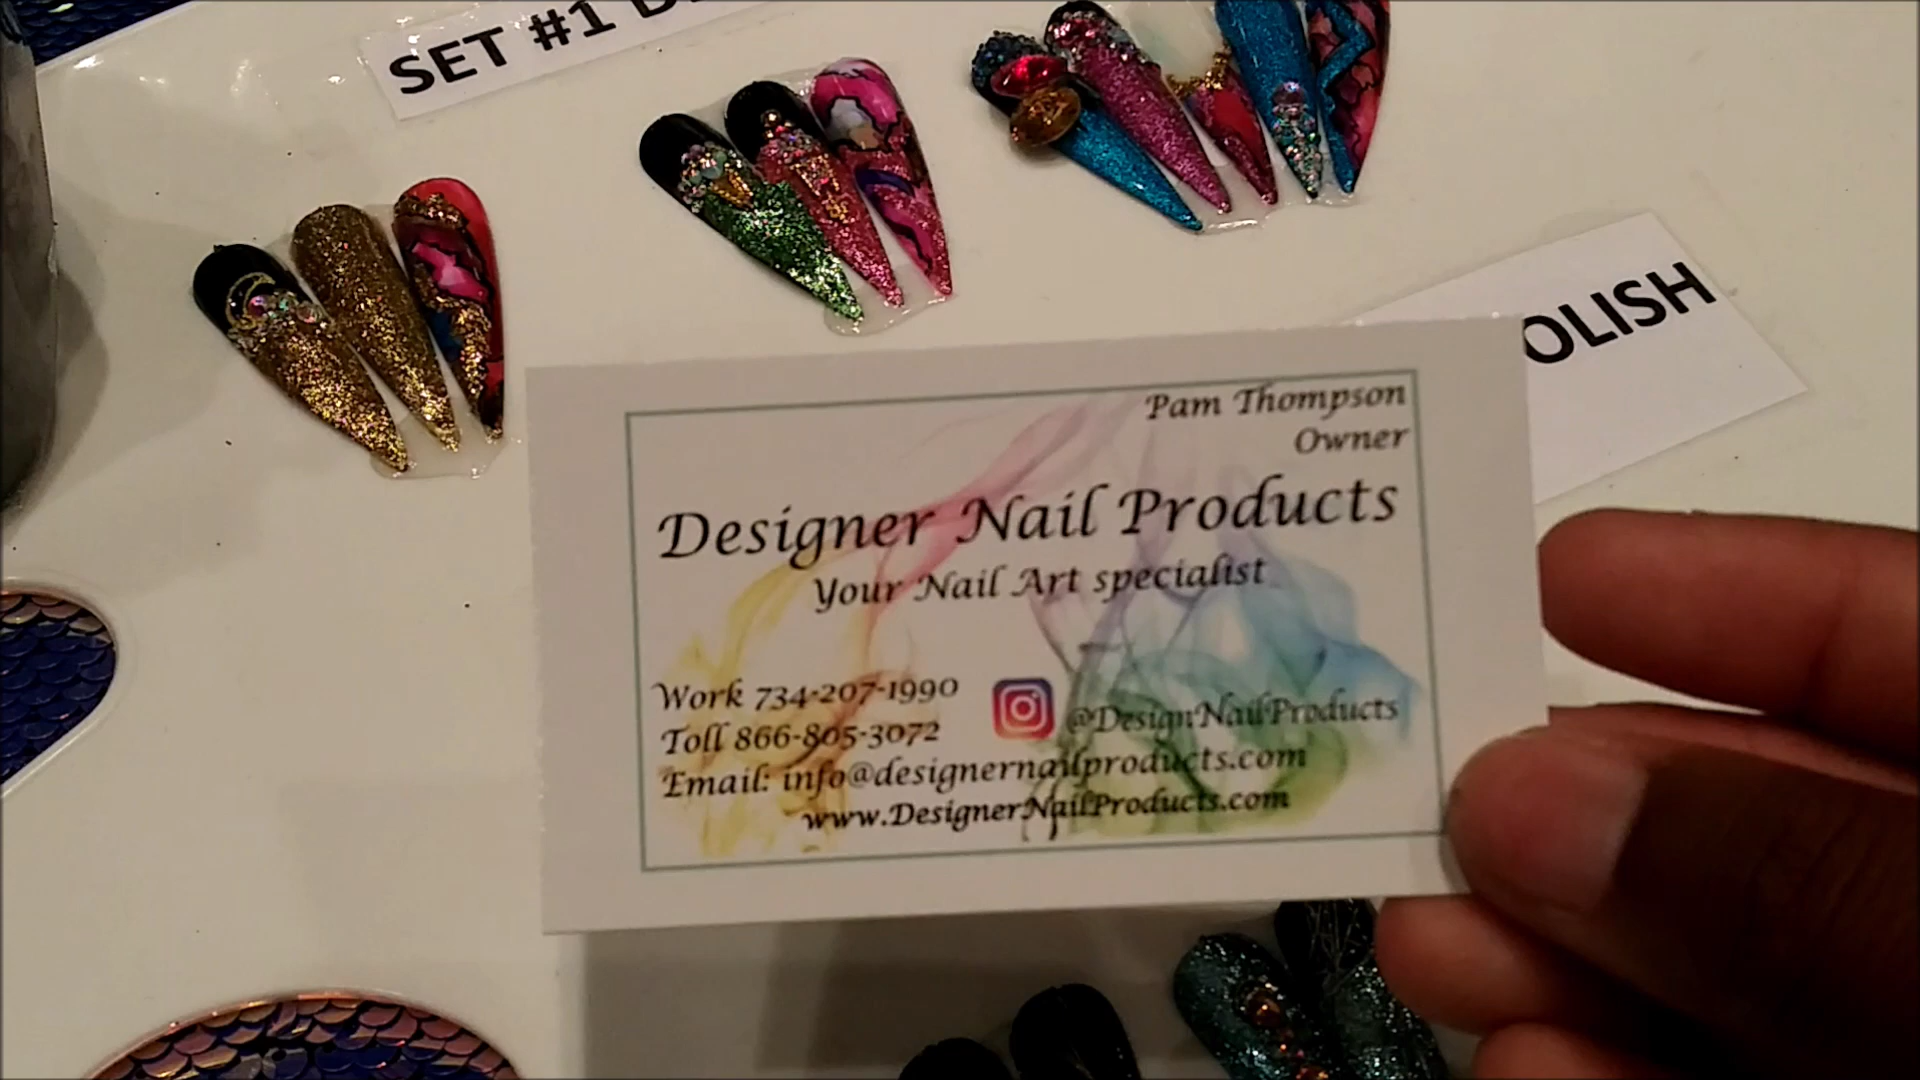 SET #1
OLISH
Pam Thompson
Owner
Designer Nail Products
Your Nail Art specialist
Work 734-207-1990
Toll 866-805-3072
@DesignNailProducts
Email: info@designernailproducts.com
www.DesignerNailProducts.com